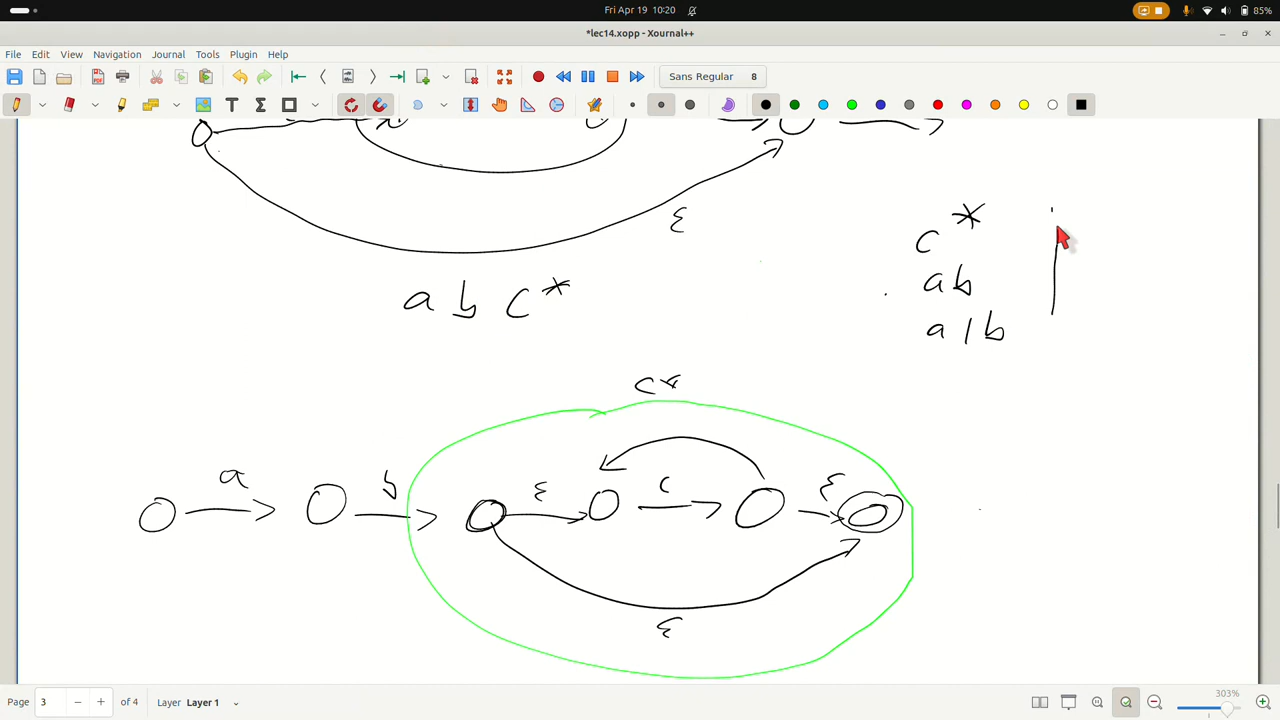 Fri Apr 19 10:20
85%
*lec14.xopp - Xournal++
File Edit View Navigation Journal Tools Plugin Help
Sans Regular 8
ε
c*
ab
a|b
a b c*
c*
a b ε c ε
ε
Page 3 of 4 Layer Layer 1
303%